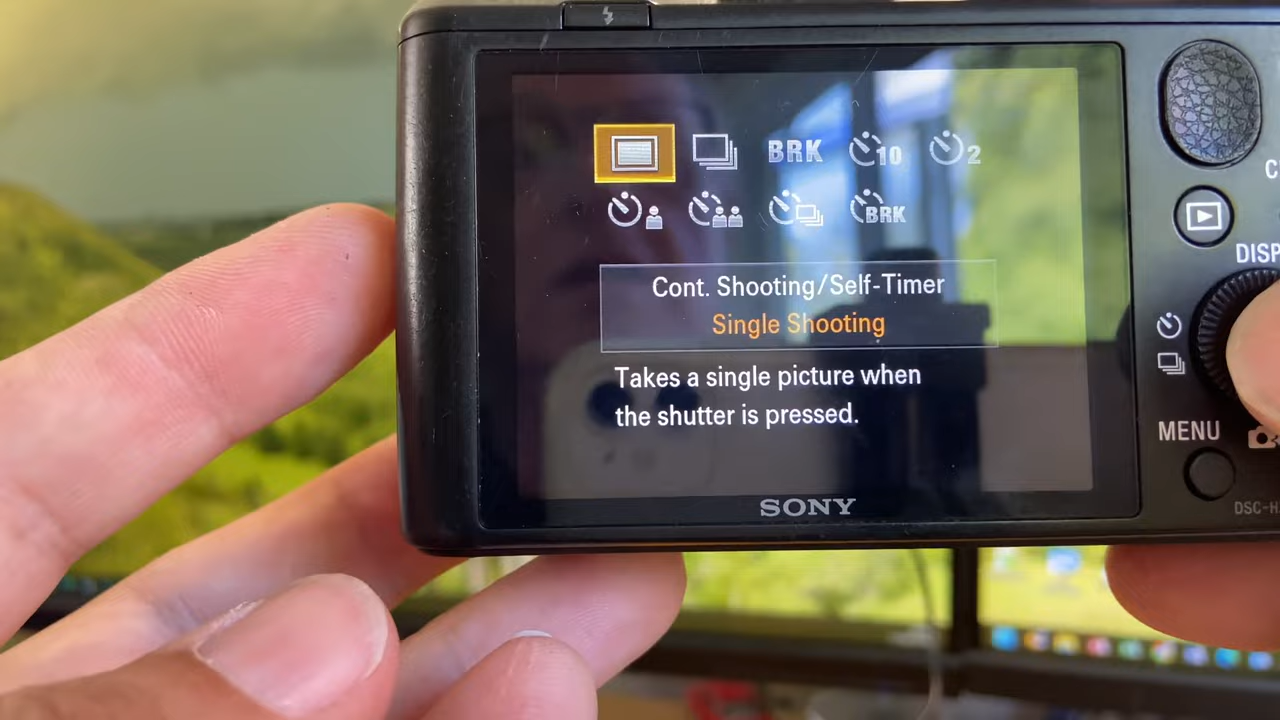 BRK
10
2
BRK
Cont. Shooting/Self-Timer
Single Shooting
Takes a single picture when
the shutter is pressed.
SONY
C
DISP
MENU
DSC-H